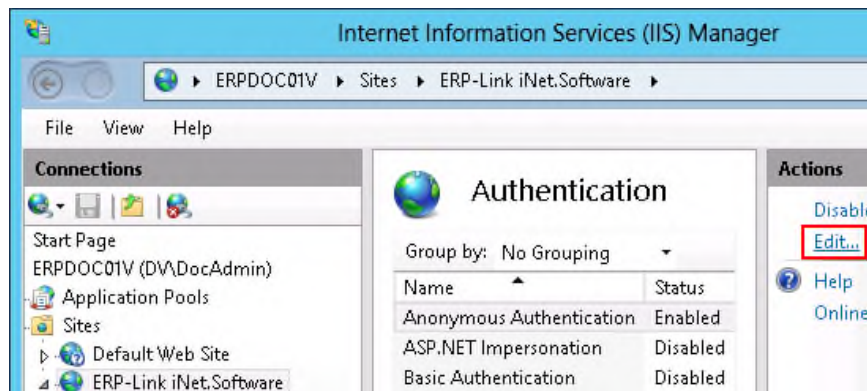 Internet Information Services (IIS) Manager
ERPDOC01V Sites ERP-Link iNet.Software
File View Help
Connections
Start Page
ERPDOC01V (DV\DocAdmin)
Application Pools
Sites
Default Web Site
ERP-Link iNet.Software
Authentication
Group by: No Grouping
Name Status
Anonymous Authentication Enabled
ASP.NET Impersonation Disabled
Basic Authentication Disabled
Actions
Disabl
Edit...
Help
Online